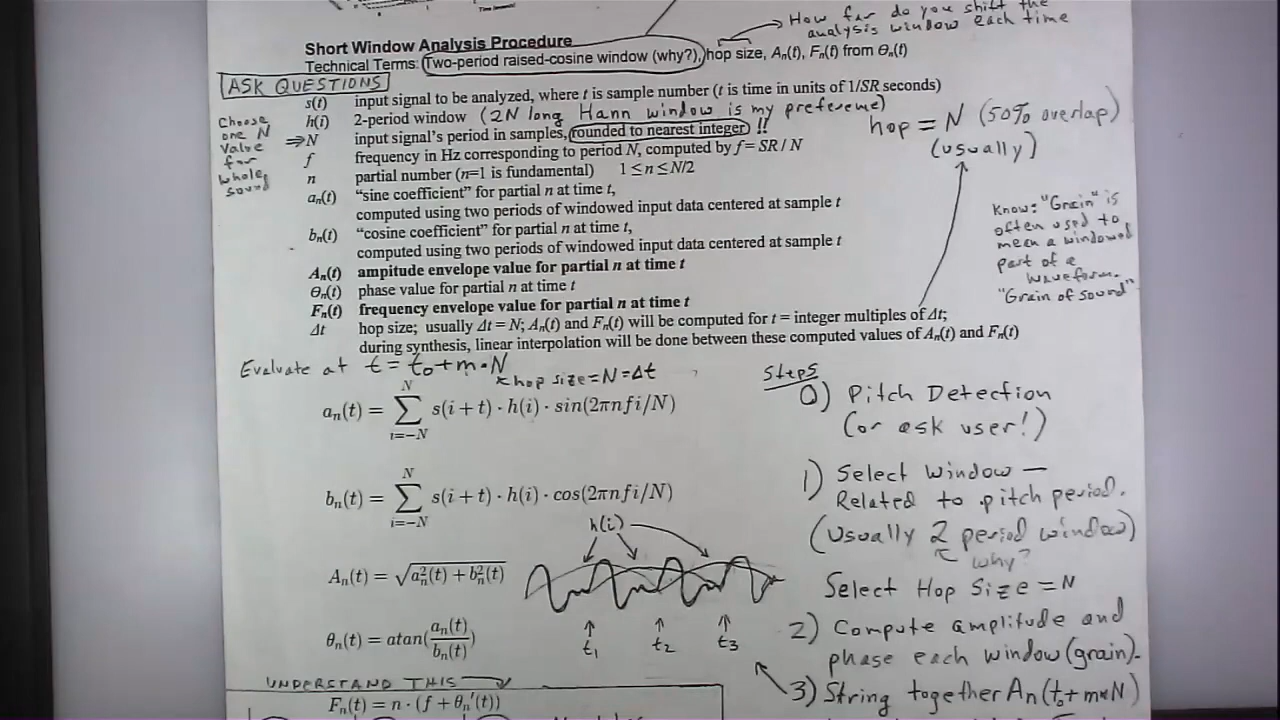 Time (seconds)
How far do you shift the
analysis window each time
Short Window Analysis Procedure
Technical Terms: Two-period raised-cosine window (why?), hop size, Aₙ(t), Fₙ(t) from Θₙ(t)
ASK QUESTIONS
s(t) input signal to be analyzed, where t is sample number (t is time in units of 1/SR seconds)
h(i) 2-period window (2N long Hann window is my preference)
⇒N input signal's period in samples, rounded to nearest integer !!
f frequency in Hz corresponding to period N, computed by f = SR / N
n partial number (n=1 is fundamental) 1 ≤ n ≤ N/2
aₙ(t) “sine coefficient” for partial n at time t,
computed using two periods of windowed input data centered at sample t
bₙ(t) “cosine coefficient” for partial n at time t,
computed using two periods of windowed input data centered at sample t
Aₙ(t) ampitude envelope value for partial n at time t
Θₙ(t) phase value for partial n at time t
Fₙ(t) frequency envelope value for partial n at time t
Δt hop size; usually Δt = N; Aₙ(t) and Fₙ(t) will be computed for t = integer multiples of Δt;
during synthesis, linear interpolation will be done between these computed values of Aₙ(t) and Fₙ(t)
Choose
one N
value
for
whole
sound
hop = N (50% overlap)
(usually)
Know: "Grain" is
often used to
mean a windowed
part of a
waveform.
"Grain of sound"
Evaluate at t = t₀ + m • N
hop size = N = Δt
aₙ(t) = ∑_{i=−N}^{N} s(i + t) · h(i) · sin(2πnfi/N)
bₙ(t) = ∑_{i=−N}^{N} s(i + t) · h(i) · cos(2πnfi/N)
h(i)
Aₙ(t) = √(aₙ²(t) + bₙ²(t))
t₁ t₂ t₃
θₙ(t) = atan(aₙ(t)/bₙ(t))
UNDERSTAND THIS
Fₙ(t) = n · (f + θₙ′(t))
Steps
0) Pitch Detection
(or ask user!)
1) Select Window —
Related to pitch period.
(Usually 2 period window)
why?
Select Hop Size = N
2) Compute amplitude and
phase each window (grain).
3) String together Aₙ(t₀ + m*N)